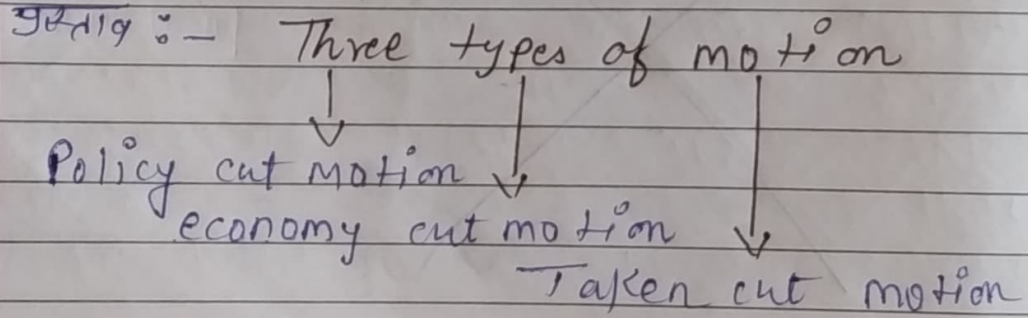 प्रस्ताव :- Three types of motion
Policy cut motion
economy cut motion
Taken cut motion